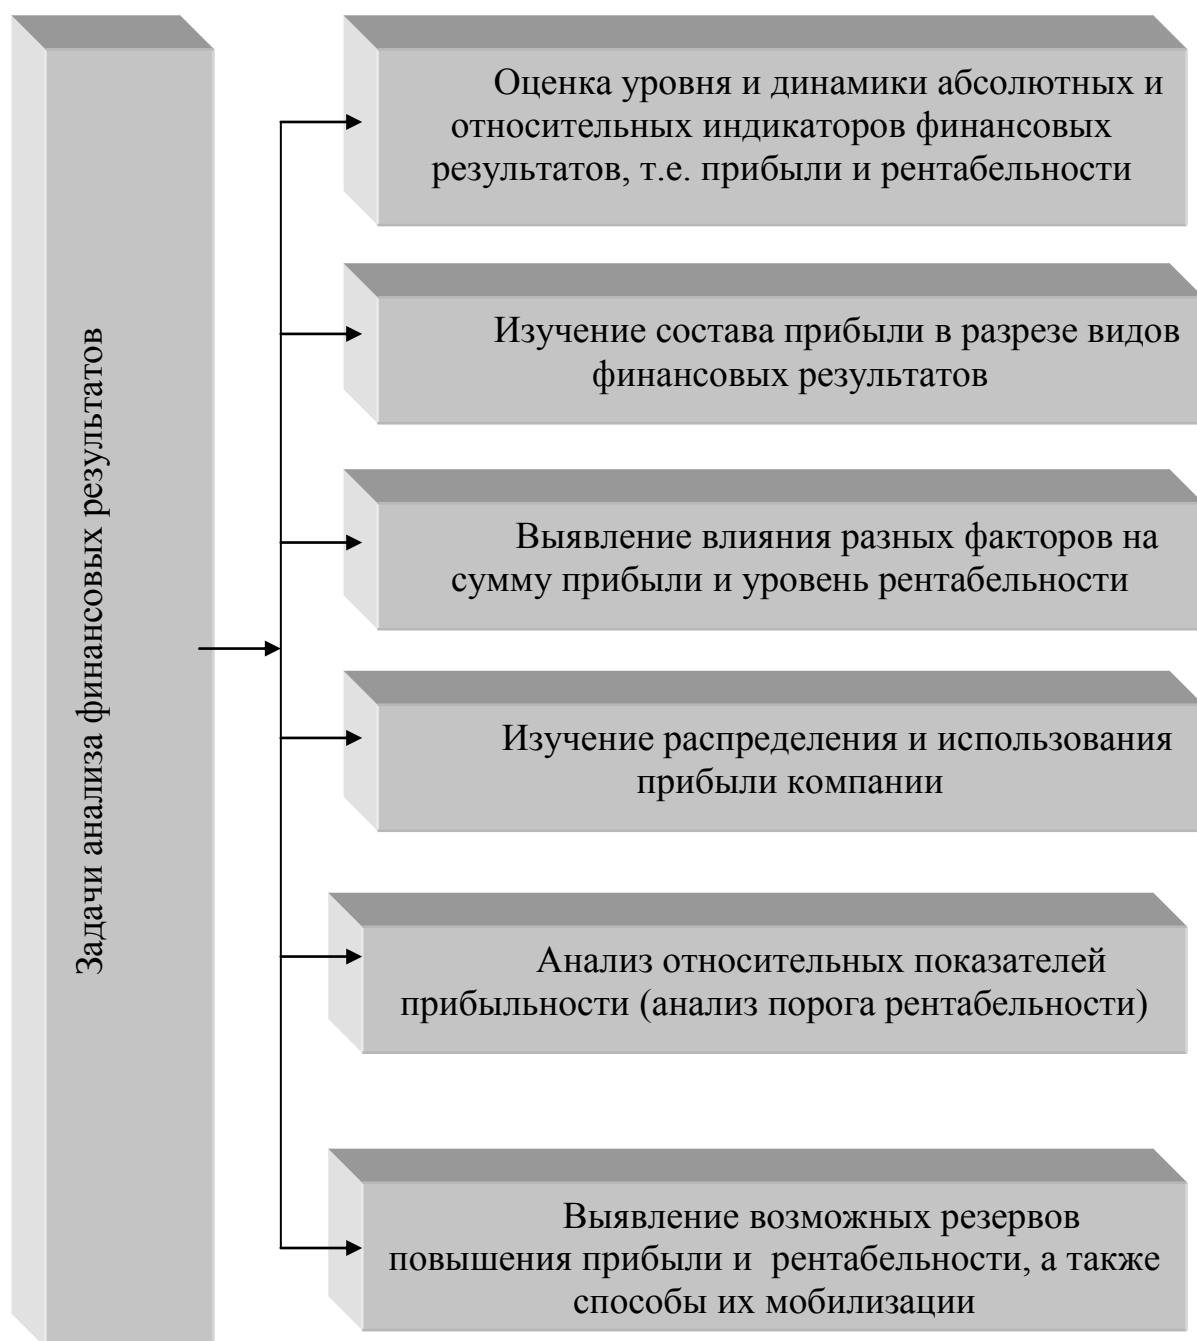 Задачи анализа финансовых результатов
Оценка уровня и динамики абсолютных и
относительных индикаторов финансовых
результатов, т.е. прибыли и рентабельности
Изучение состава прибыли в разрезе видов
финансовых результатов
Выявление влияния разных факторов на
сумму прибыли и уровень рентабельности
Изучение распределения и использования
прибыли компании
Анализ относительных показателей
прибыльности (анализ порога рентабельности)
Выявление возможных резервов
повышения прибыли и рентабельности, а также
способы их мобилизации